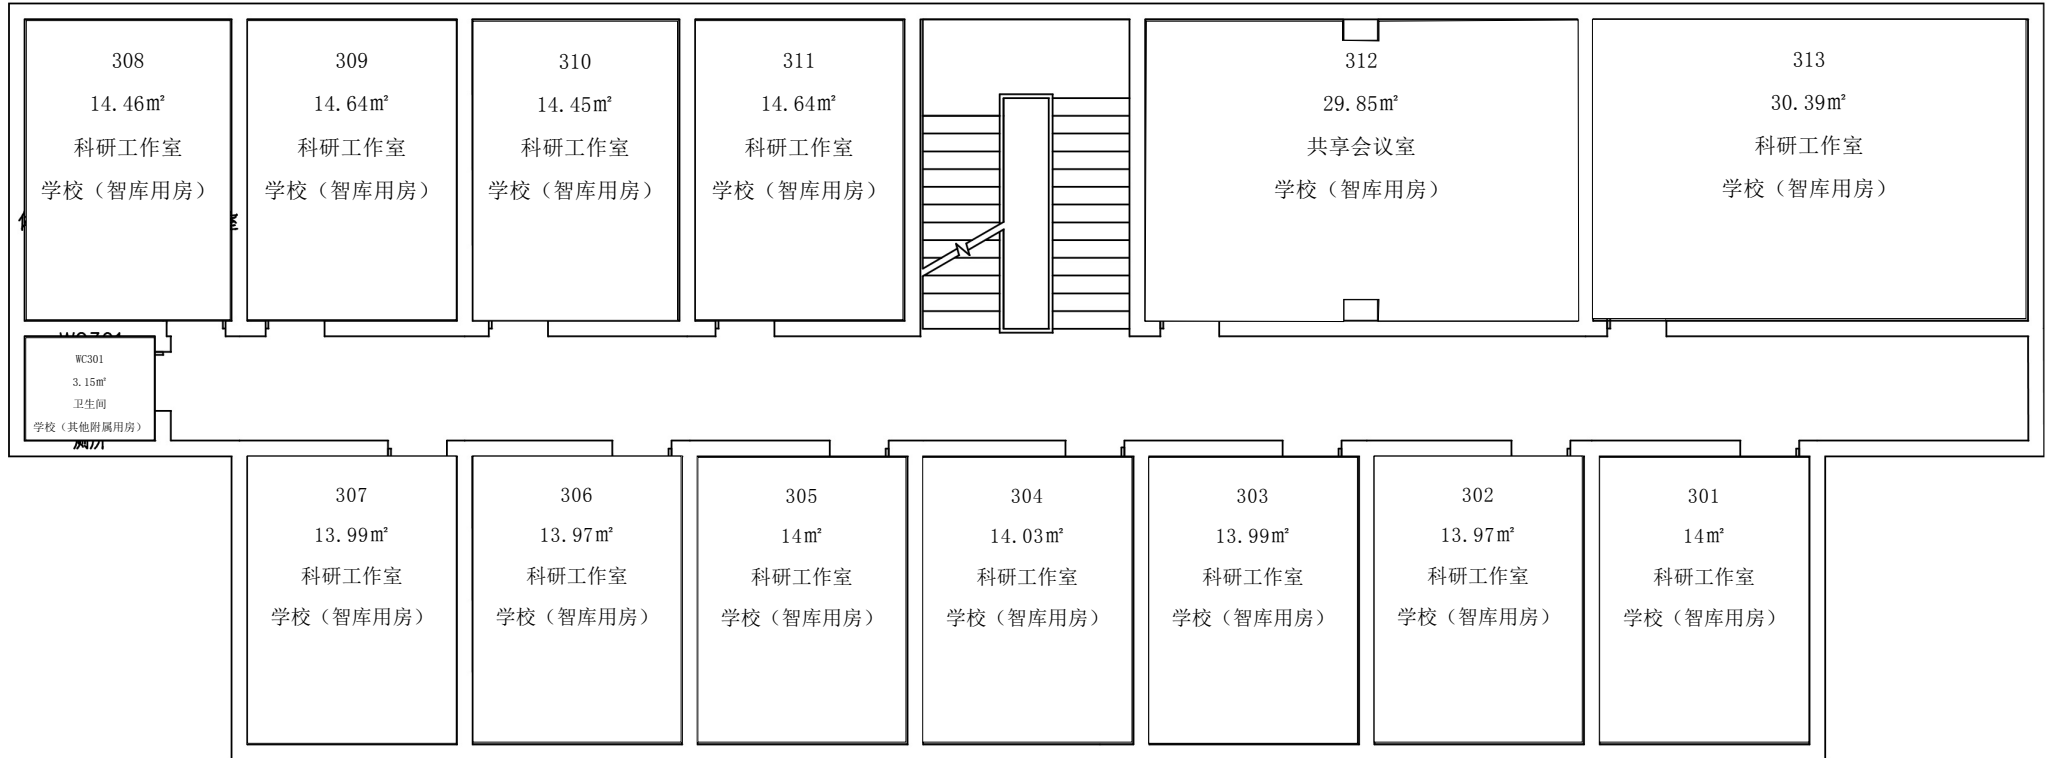 308
14.46㎡
科研工作室
学校（智库用房）
309
14.64㎡
科研工作室
学校（智库用房）
310
14.45㎡
科研工作室
学校（智库用房）
311
14.64㎡
科研工作室
学校（智库用房）
312
29.85㎡
共享会议室
学校（智库用房）
313
30.39㎡
科研工作室
学校（智库用房）
WC301
3.15㎡
卫生间
学校（其他附属用房）
307
13.99㎡
科研工作室
学校（智库用房）
306
13.97㎡
科研工作室
学校（智库用房）
305
14㎡
科研工作室
学校（智库用房）
304
14.03㎡
科研工作室
学校（智库用房）
303
13.99㎡
科研工作室
学校（智库用房）
302
13.97㎡
科研工作室
学校（智库用房）
301
14㎡
科研工作室
学校（智库用房）